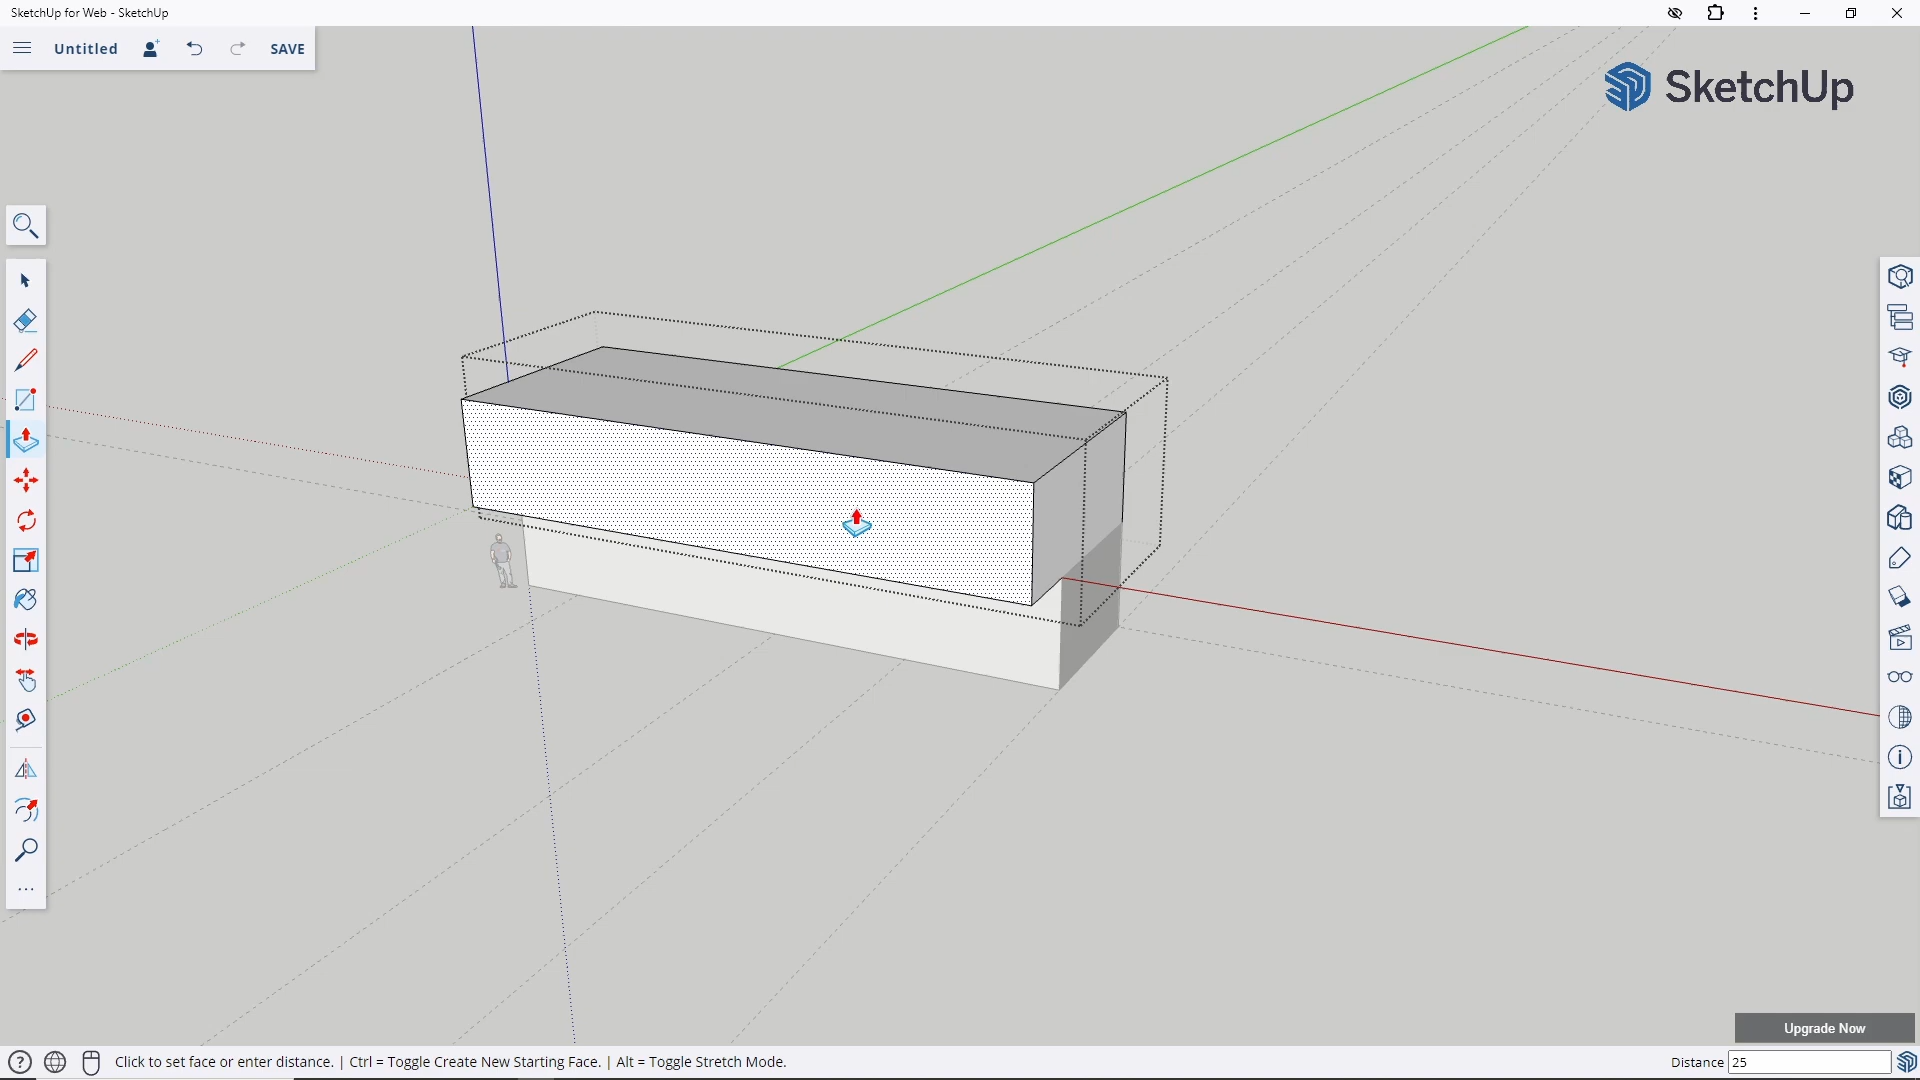 SketchUp for Web - SketchUp
Untitled
SAVE
SketchUp
Upgrade Now
Click to set face or enter distance. | Ctrl = Toggle Create New Starting Face. | Alt = Toggle Stretch Mode.
Distance 25